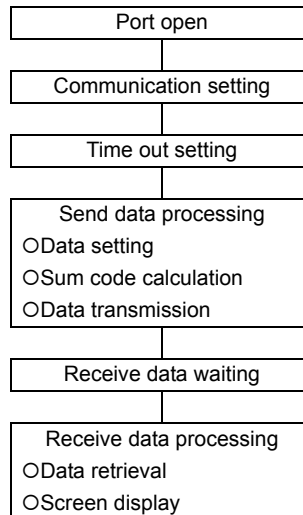 Port open
Communication setting
Time out setting
Send data processing
○Data setting
○Sum code calculation
○Data transmission
Receive data waiting
Receive data processing
○Data retrieval
○Screen display